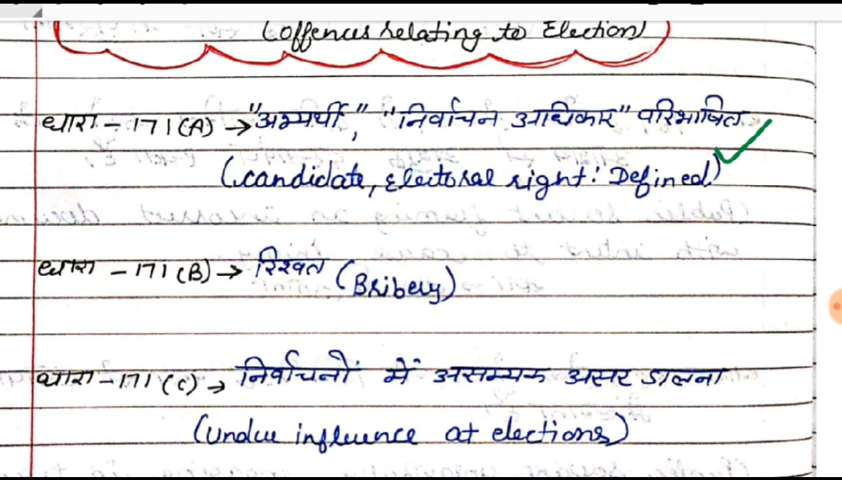 (offences relating to Election)
धारा - 171(A) → "अभ्यर्थी", "निर्वाचन अधिकार" परिभाषित
(candidate, Electoral right: Defined)
धारा - 171(B) → रिश्वत (Bribery)
धारा - 171(C) → निर्वाचनों में असम्यक असर डालना
(undue influence at elections)